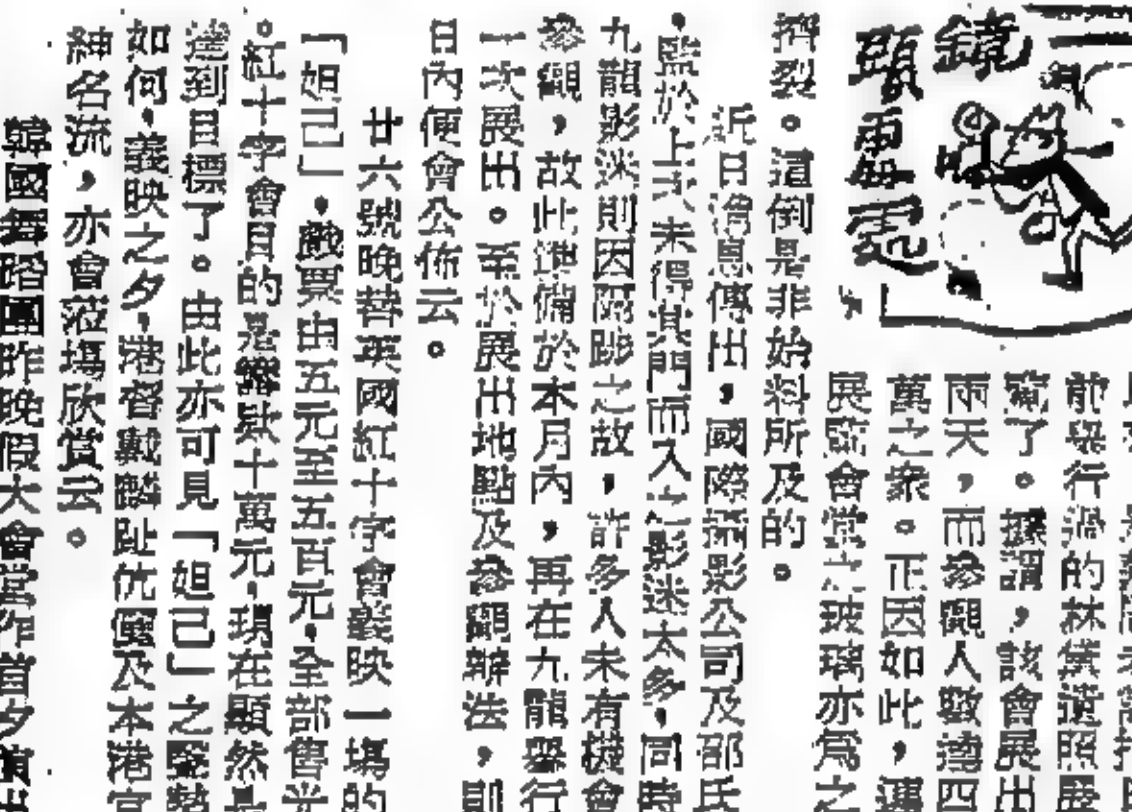 鏡頭電
前舉行過的林黛遺照展
窩了。據謂,該會展出
雨天,而參觀人數達四
萬之衆。正因如此,連
展覽會堂之玻璃亦爲之
擠裂。這倒是非始料所及的。
近日消息傳出,國際攝影公司及邵氏
,鑒於上次未得其門而入之影迷太多,同時
九龍影迷則因隔涉之故,許多人未有機會
參觀,故此進備於本月內,再在九龍舉行
一次展出。至於展出地點及參觀辦法,則
日內便會公佈云。
廿六號晚替英國紅十字會義映一場的
「妲己」,戲票由五元至五百元,全部售光
。紅十字會目的是籌款十萬元,現在顯然是
達到目標了。由此亦可見「妲己」之聲勢
如何,義映之夕,港督戴麟趾伉儷及本港官
紳名流,亦會蒞塲欣賞云。
韓國舞蹈團昨晚假大會堂作首夕演出